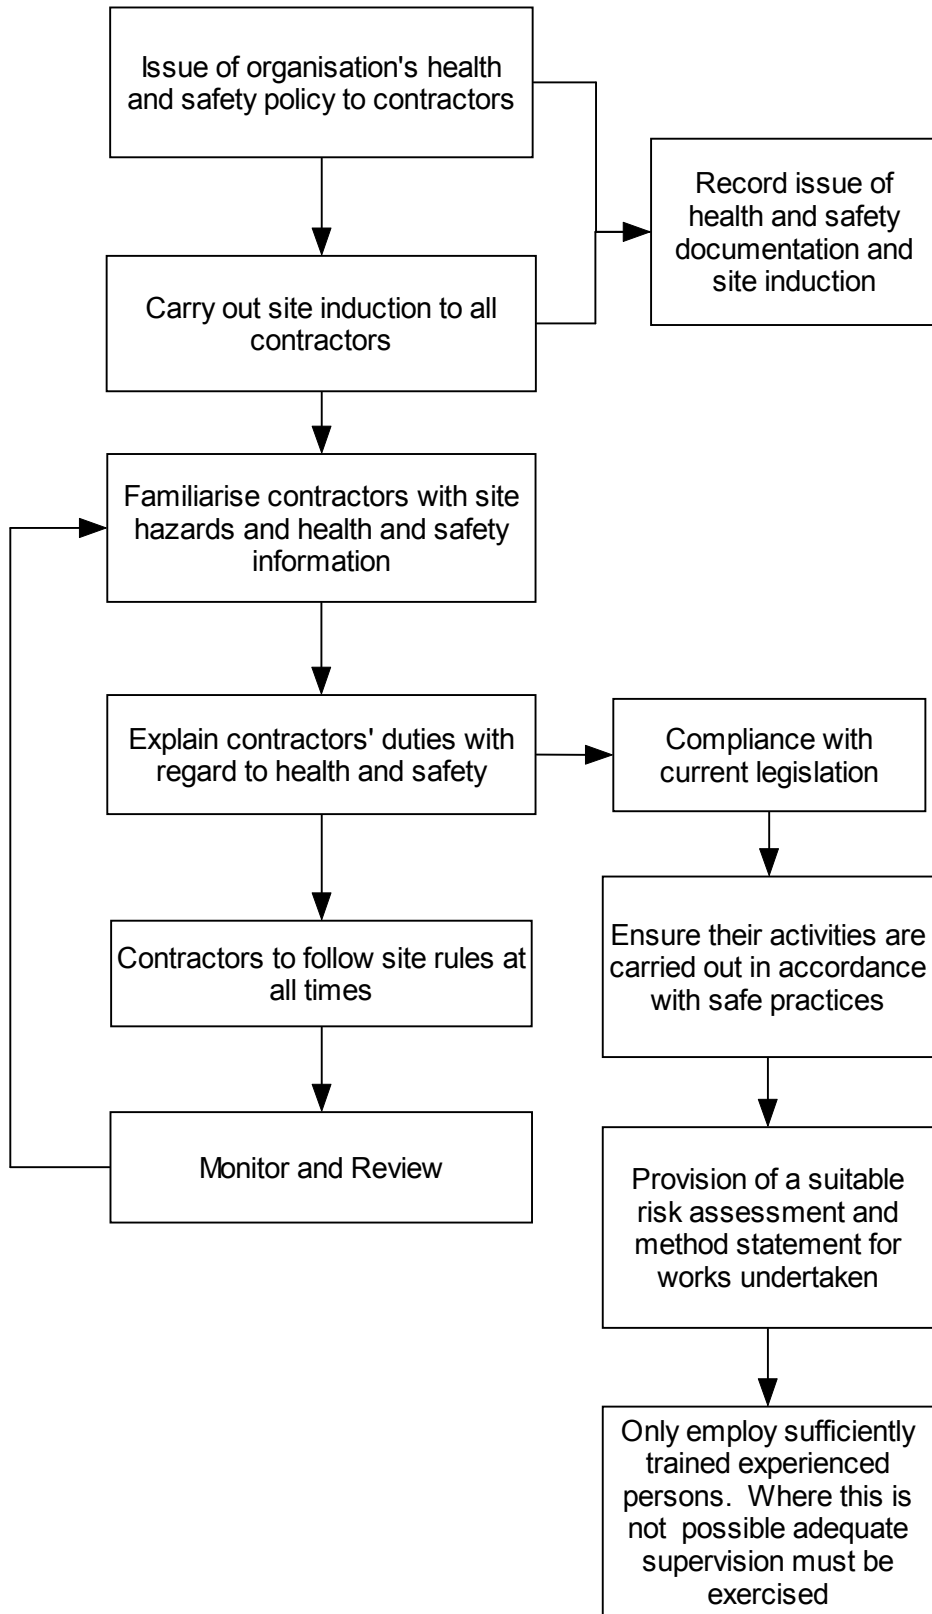 Issue of organisation's health
and safety policy to contractors
Record issue of
health and safety
documentation and
site induction
Carry out site induction to all
contractors
Familiarise contractors with site
hazards and health and safety
information
Explain contractors' duties with
regard to health and safety
Compliance with
current legislation
Contractors to follow site rules at
all times
Ensure their activities are
carried out in accordance
with safe practices
Monitor and Review
Provision of a suitable
risk assessment and
method statement for
works undertaken
Only employ sufficiently
trained experienced
persons.  Where this is
not  possible adequate
supervision must be
exercised